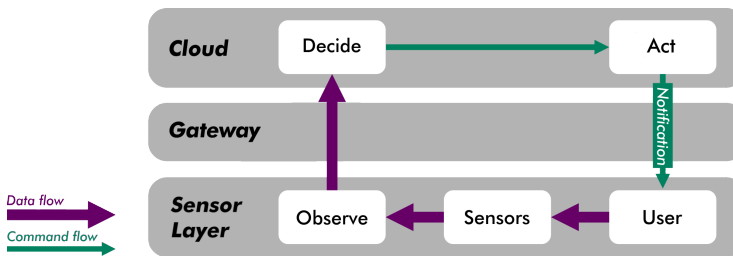 Cloud
Decide
Act
Notification
Gateway
Data flow
Command flow
Sensor
Layer
Observe
Sensors
User